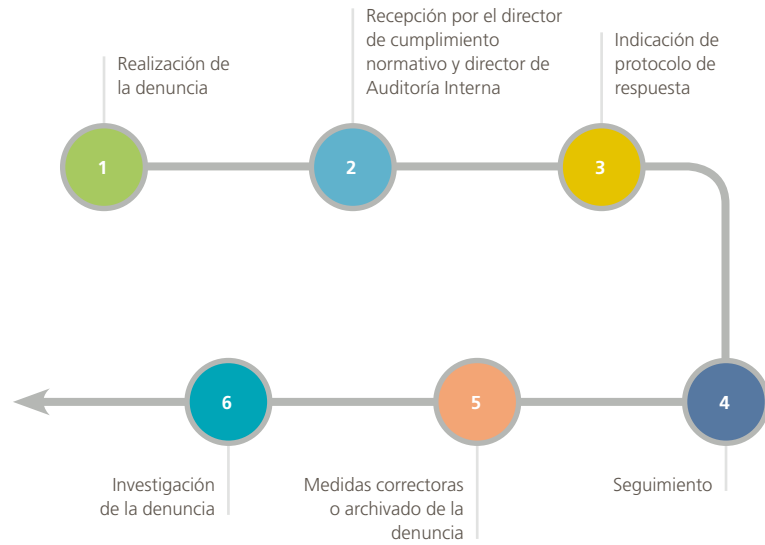 Realización de
la denuncia
1
Recepción por el director
de cumplimiento
normativo y director de
Auditoría Interna
2
Indicación de
protocolo de
respuesta
3
4
Seguimiento
5
Medidas correctoras
o archivado de la
denuncia
6
Investigación
de la denuncia